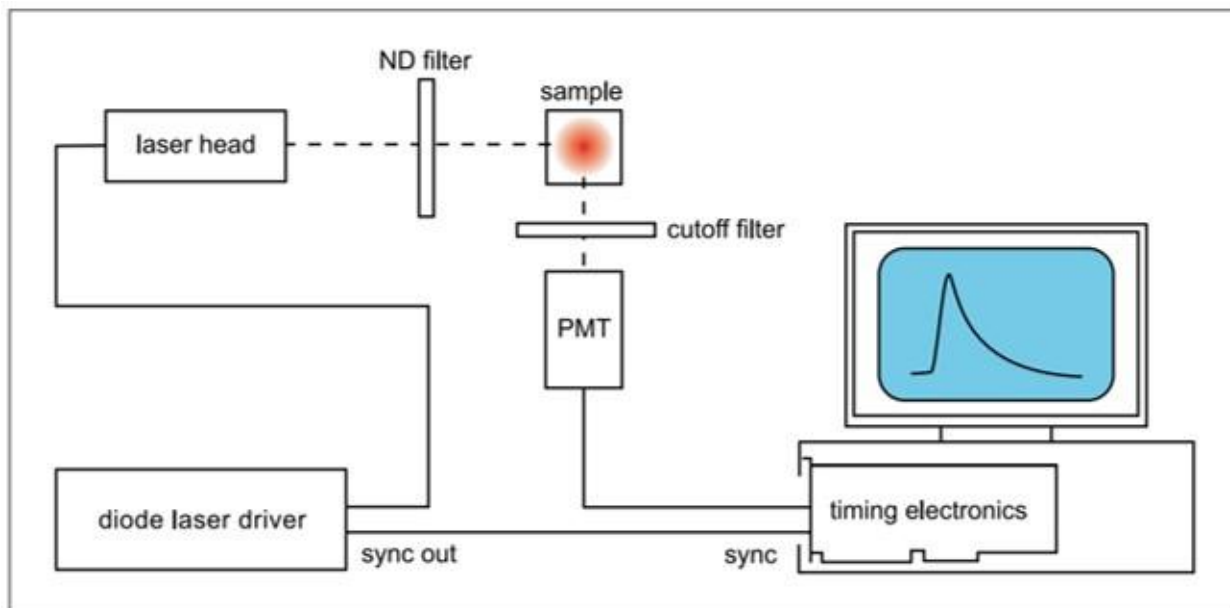 ND filter
sample
laser head
cutoff filter
PMT
diode laser driver
timing electronics
sync out
sync